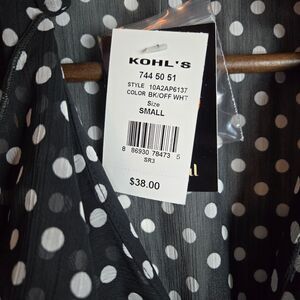 KOHL'S
744 50 51
STYLE 10A2AP6137
COLOR BK/OFF WHT
Size
SMALL
8 86930 78473 5
SR3
$38.00